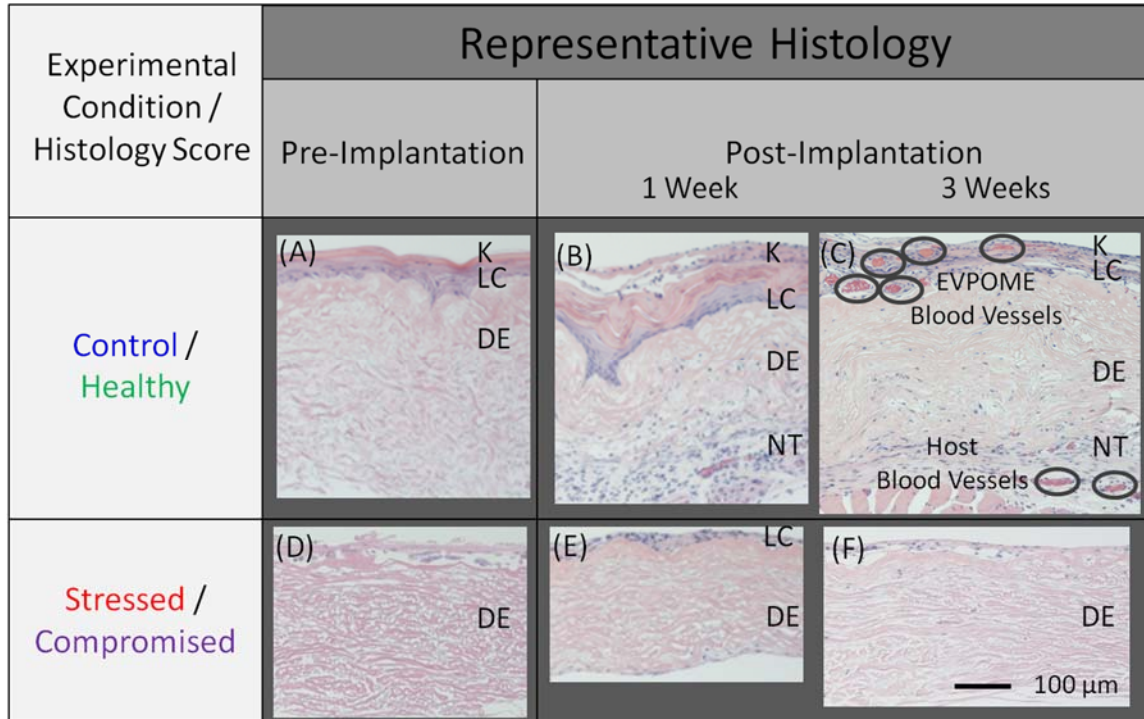 Experimental
Condition /
Histology Score
Representative Histology
Pre-Implantation
Post-Implantation
1 Week
3 Weeks
Control /
Healthy
(A)
K
LC
DE
(B)
K
LC
DE
NT
(C)
K
LC
EVPOME
Blood Vessels
DE
Host
NT
Blood Vessels
Stressed /
Compromised
(D)
DE
(E)
LC
DE
(F)
DE
100 μm